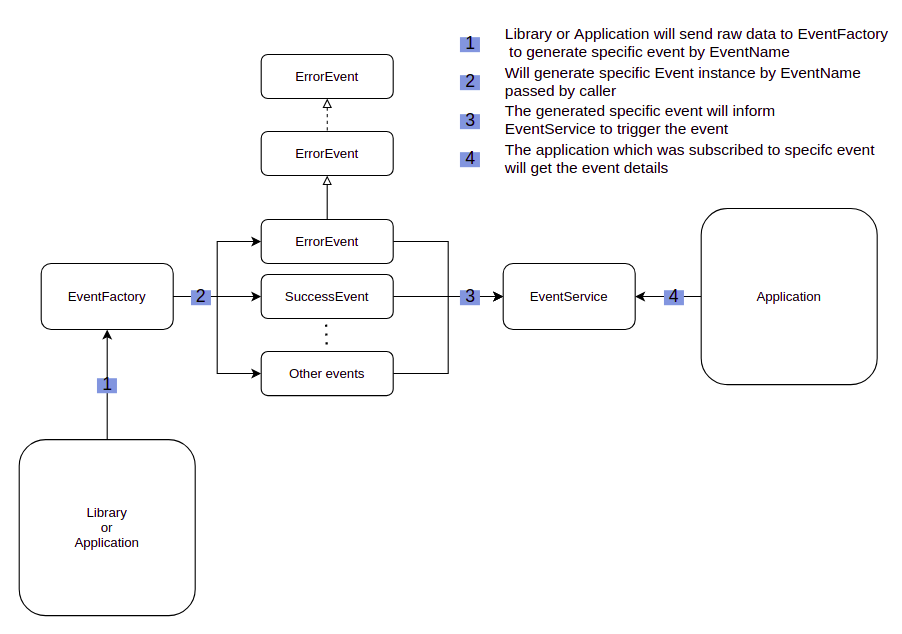 1
Library or Application will send raw data to EventFactory
to generate specific event by EventName
2
Will generate specific Event instance by EventName
passed by caller
3
The generated specific event will inform
EventService to trigger the event
4
The application which was subscribed to specifc event
will get the event details
ErrorEvent
ErrorEvent
ErrorEvent
EventFactory
2
SuccessEvent
3
EventService
4
Application
Other events
1
Library
or
Application